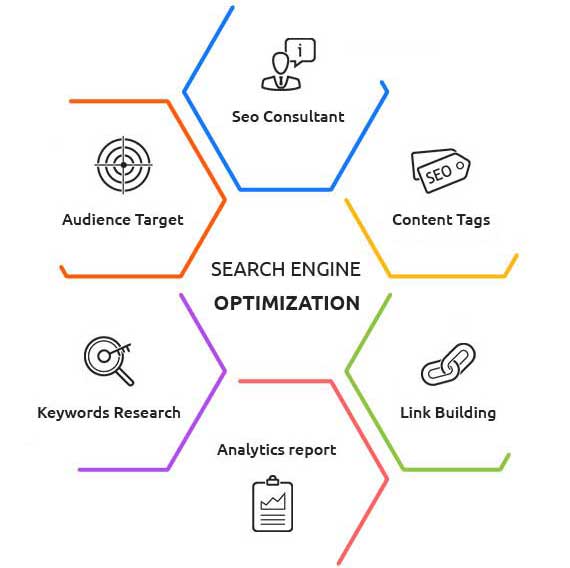 Seo Consultant
Audience Target
SEO
Content Tags
SEARCH ENGINE
OPTIMIZATION
Keywords Research
Link Building
Analytics report